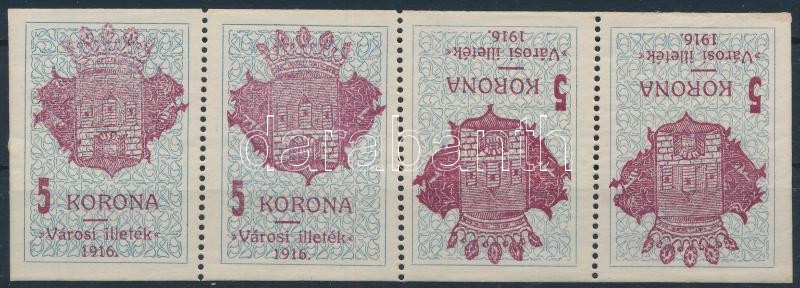 5 KORONA
»Városi illeték«
1916.
5 KORONA
»Városi illeték«
1916.
5 KORONA
»Városi illeték«
1916.
5 KORONA
»Városi illeték«
1916.
darabanth